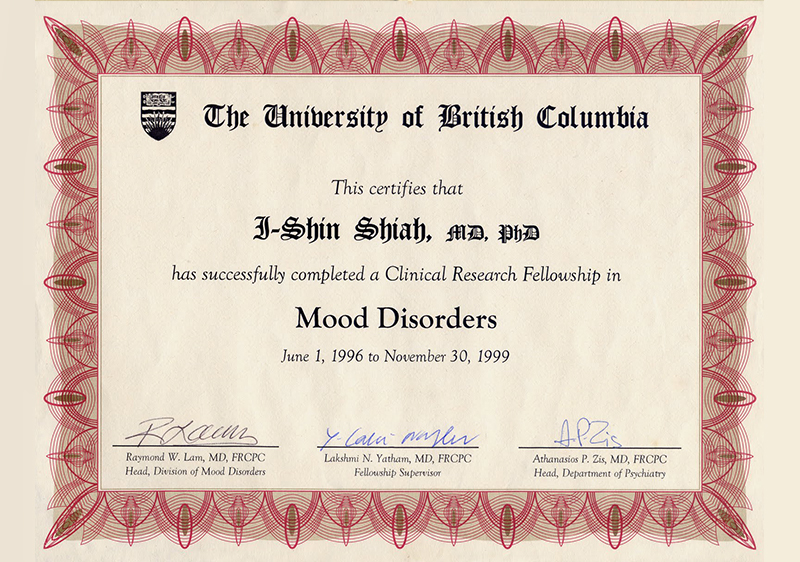 The University of British Columbia
This certifies that
I-Shin Shiah, MD, PhD
has successfully completed a Clinical Research Fellowship in
Mood Disorders
June 1, 1996 to November 30, 1999
Raymond W. Lam, MD, FRCPC
Head, Division of Mood Disorders
Lakshmi N. Yatham, MD, FRCPC
Fellowship Supervisor
A.P.Zis
Athanasios P. Zis, MD, FRCPC
Head, Department of Psychiatry